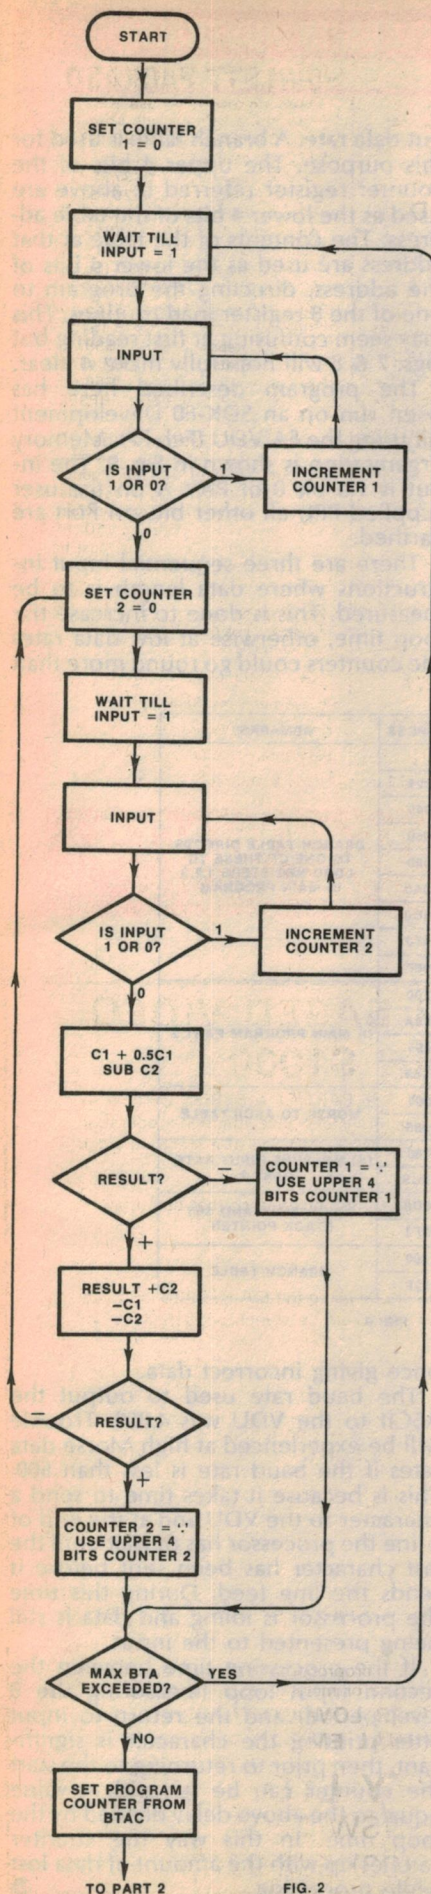 START
SET COUNTER
1 = 0
WAIT TILL
INPUT = 1
INPUT
IS INPUT
1 OR 0?
INCREMENT
COUNTER 1
0
SET COUNTER
2 = 0
WAIT TILL
INPUT = 1
INPUT
IS INPUT
1 OR 0?
1
INCREMENT
COUNTER 2
0
C1 + 0.5C1
SUB C2
RESULT?
−
COUNTER 1 = '.'
USE UPPER 4
BITS COUNTER 1
+
RESULT +C2
−C1
−C2
−
RESULT?
+
COUNTER 2 = '.'
USE UPPER 4
BITS COUNTER 2
MAX BTA
EXCEEDED?
YES
NO
SET PROGRAM
COUNTER FROM
BTAC
TO PART 2
FIG. 2